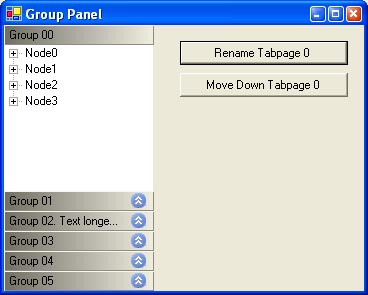 Group Panel
Group 00
Node0
Node1
Node2
Node3
Rename Tabpage 0
Move Down Tabpage 0
Group 01
Group 02. Text longe...
Group 03
Group 04
Group 05